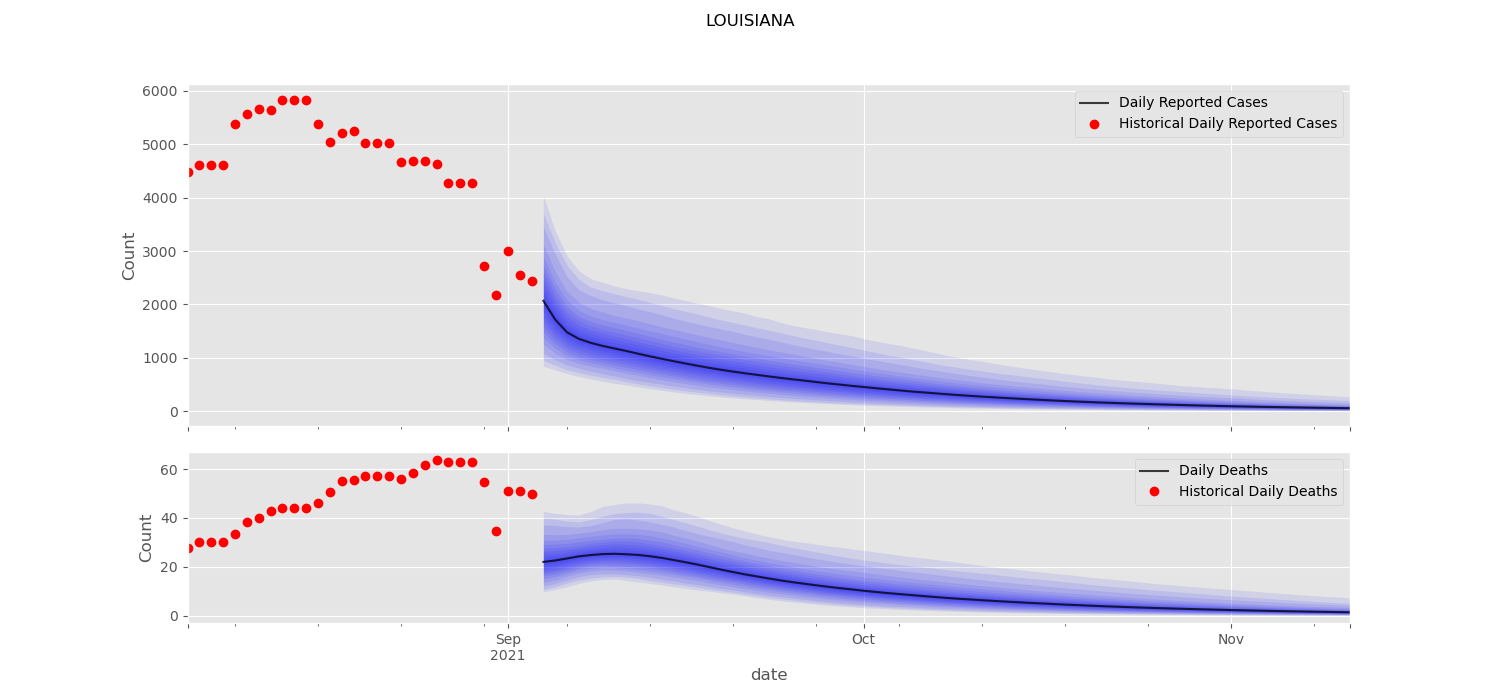 LOUISIANA
6000
5000
4000
3000
2000
1000
0
Count
Daily Reported Cases
Historical Daily Reported Cases
60
40
20
0
Count
Daily Deaths
Historical Daily Deaths
Sep
2021
Oct
Nov
date